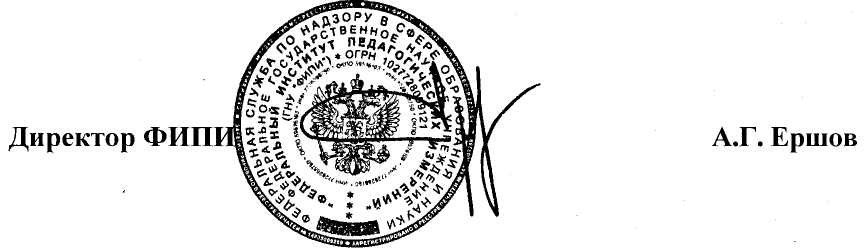 Директор ФИПИ
А.Г. Ершов
ФЕДЕРАЛЬНАЯ СЛУЖБА ПО НАДЗОРУ В СФЕРЕ ОБРАЗОВАНИЯ И НАУКИ
ФЕДЕРАЛЬНОЕ ГОСУДАРСТВЕННОЕ НАУЧНОЕ УЧРЕЖДЕНИЕ
"ФЕДЕРАЛЬНЫЙ ИНСТИТУТ ПЕДАГОГИЧЕСКИХ ИЗМЕРЕНИЙ"
(ГНУ "ФИПИ") * ОГРН